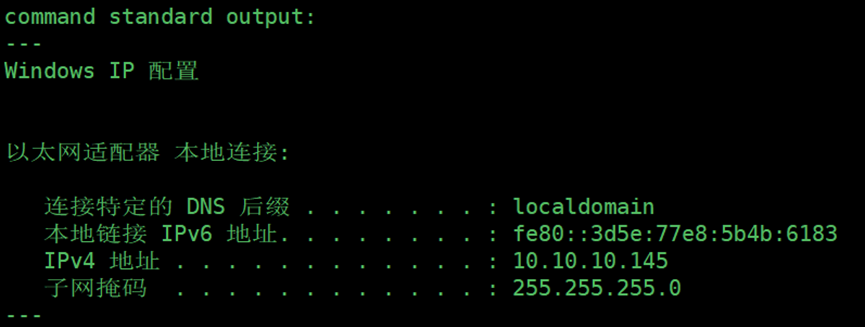 command standard output:
---
Windows IP 配置
以太网适配器 本地连接:
连接特定的 DNS 后缀 . . . . . . . : localdomain
本地链接 IPv6 地址. . . . . . . . : fe80::3d5e:77e8:5b4b:6183
IPv4 地址 . . . . . . . . . . . . : 10.10.10.145
子网掩码  . . . . . . . . . . . . : 255.255.255.0
---